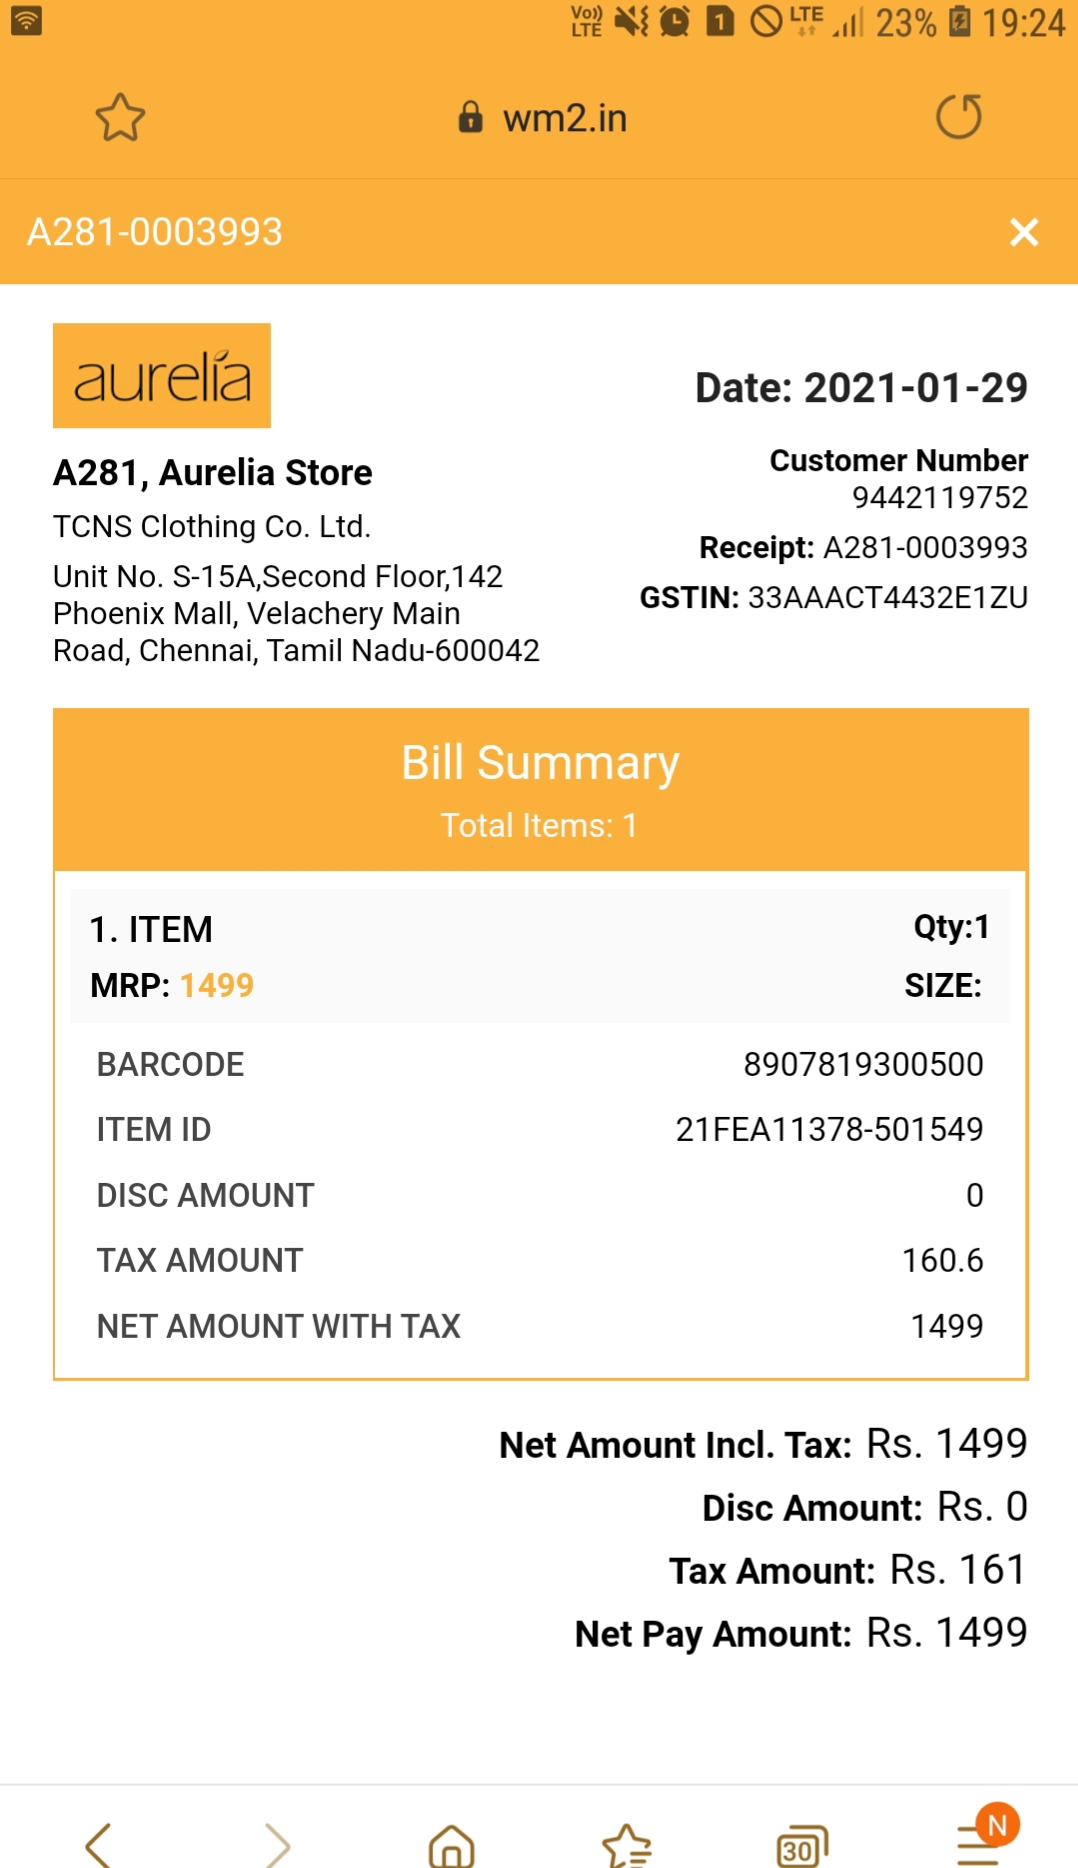 Vo)) LTE 1 LTE 23% 19:24
wm2.in
A281-0003993
aurelia
Date: 2021-01-29
A281, Aurelia Store
TCNS Clothing Co. Ltd.
Unit No. S-15A,Second Floor,142
Phoenix Mall, Velachery Main
Road, Chennai, Tamil Nadu-600042
Customer Number
9442119752
Receipt: A281-0003993
GSTIN: 33AAACT4432E1ZU
Bill Summary
Total Items: 1
1. ITEM Qty:1
MRP: 1499 SIZE:
BARCODE 8907819300500
ITEM ID 21FEA11378-501549
DISC AMOUNT 0
TAX AMOUNT 160.6
NET AMOUNT WITH TAX 1499
Net Amount Incl. Tax: Rs. 1499
Disc Amount: Rs. 0
Tax Amount: Rs. 161
Net Pay Amount: Rs. 1499
30 N